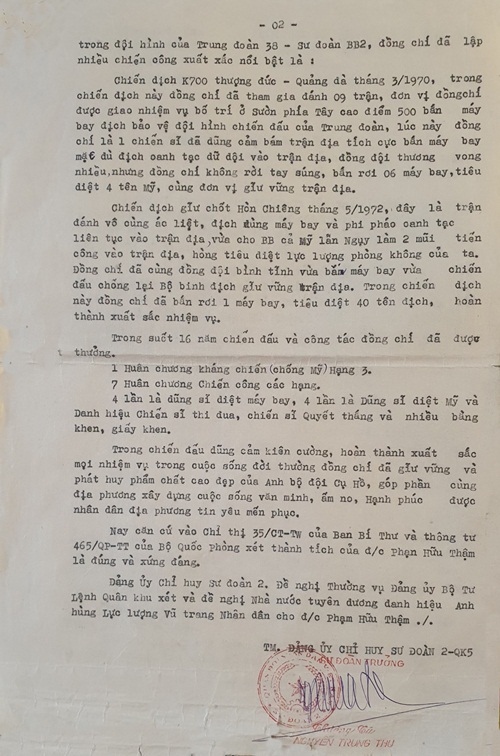 - 02 -
trong đội hình của Trung đoàn 38 - Sư đoàn BB2, đồng chí đã lập
nhiều chiến công xuất xắc nổi bật là :
Chiến dịch K700 thượng đức - Quảng đà tháng 3/1970, trong
chiến dịch này đồng chí đã tham gia đánh 09 trận, đơn vị đồngchí
được giao nhiệm vụ bố trí ở Sườn phía Tây cao điểm 500 bắn máy
bay địch bảo vệ đội hình chiến đấu của Trung đoàn, lúc này đồng
chí là 1 chiến sĩ đã dũng cảm bám trận địa tích cực bắn máy bay
mặc dù địch oanh tạc dữ dội vào trận địa, đồng đội thương vong
nhiều,nhưng đồng chí không rời tay súng, bắn rơi 06 máy bay,tiêu
diệt 4 tên Mỹ, cùng đơn vị giữ vững trận địa.
Chiến dịch giữ chốt Hòn Chiêng tháng 5/1972, đây là trận
đánh vô cùng ác liệt, địch dùng máy bay và phi pháo oanh tạc
liên tục vào trận địa,vừa cho BB cả Mỹ lẫn Ngụy làm 2 mũi tiến
công vào trận địa, hòng tiêu diệt lực lượng phòng không của ta.
Đồng chí đã cùng đồng đội bình tĩnh vừa bắn máy bay vừa chiến
đấu chống lại Bộ binh địch giữ vững trận địa. Trong chiến dịch
này đồng chí đã bắn rơi 1 máy bay, tiêu diệt 40 tên địch, hoàn
thành xuất sắc nhiệm vụ.
Trong suốt 16 năm chiến đấu và công tác đồng chí đã được
thưởng.
1 Huân chương kháng chiến(chống Mỹ)Hạng 3.
7 Huân chương Chiến công các hạng.
4 lần là dũng sĩ diệt máy bay, 4 lần là Dũng sĩ diệt Mỹ và
Danh hiệu Chiến sĩ thi đua, chiến sĩ Quyết thắng và nhiều bằng
khen, giấy khen.
Trong chiến đấu dũng cảm kiên cường, hoàn thành xuất sắc
mọi nhiệm vụ trong cuộc sống đời thường đồng chí đã giữ vững và
phát huy phẩm chất cao đẹp của Anh bộ đội Cụ Hồ, góp phần cùng
địa phương xây dựng cuộc sống văn minh, ấm no, Hạnh phúc được
nhân dân địa phương tin yêu mến phục.
Nay căn cứ vào Chỉ thị 35/CT-TW của Ban Bí Thư và thông tư
465/QP-TT của Bộ Quốc phòng xét thành tích của đ/c Phạm Hữu Thậm
là đúng và xứng đáng.
Đảng ủy Chỉ huy Sư đoàn 2. Đề nghị Thường vụ Đảng ủy Bộ Tư
Lệnh Quân khu xét và đề nghị Nhà nước tuyên dương danh hiệu Anh
hùng Lực lượng Vũ trang Nhân dân cho đ/c Phạm Hữu Thậm ./.
TM. ĐẢNG ỦY CHỈ HUY SƯ ĐOÀN 2-QK5
SƯ ĐOÀN TRƯỞNG
NGUYỄN TRUNG THU